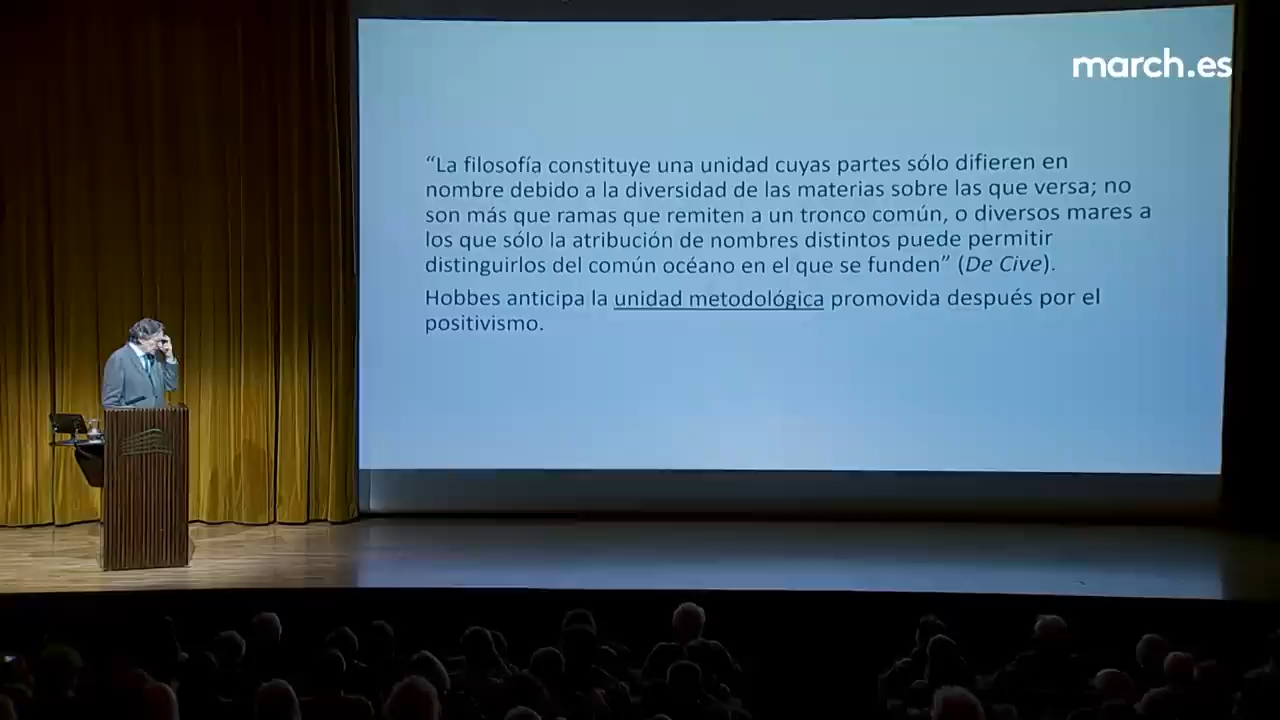 march.es
“La filosofía constituye una unidad cuyas partes sólo difieren en
nombre debido a la diversidad de las materias sobre las que versa; no
son más que ramas que remiten a un tronco común, o diversos mares a
los que sólo la atribución de nombres distintos puede permitir
distinguirlos del común océano en el que se funden” (De Cive).
Hobbes anticipa la unidad metodológica promovida después por el
positivismo.